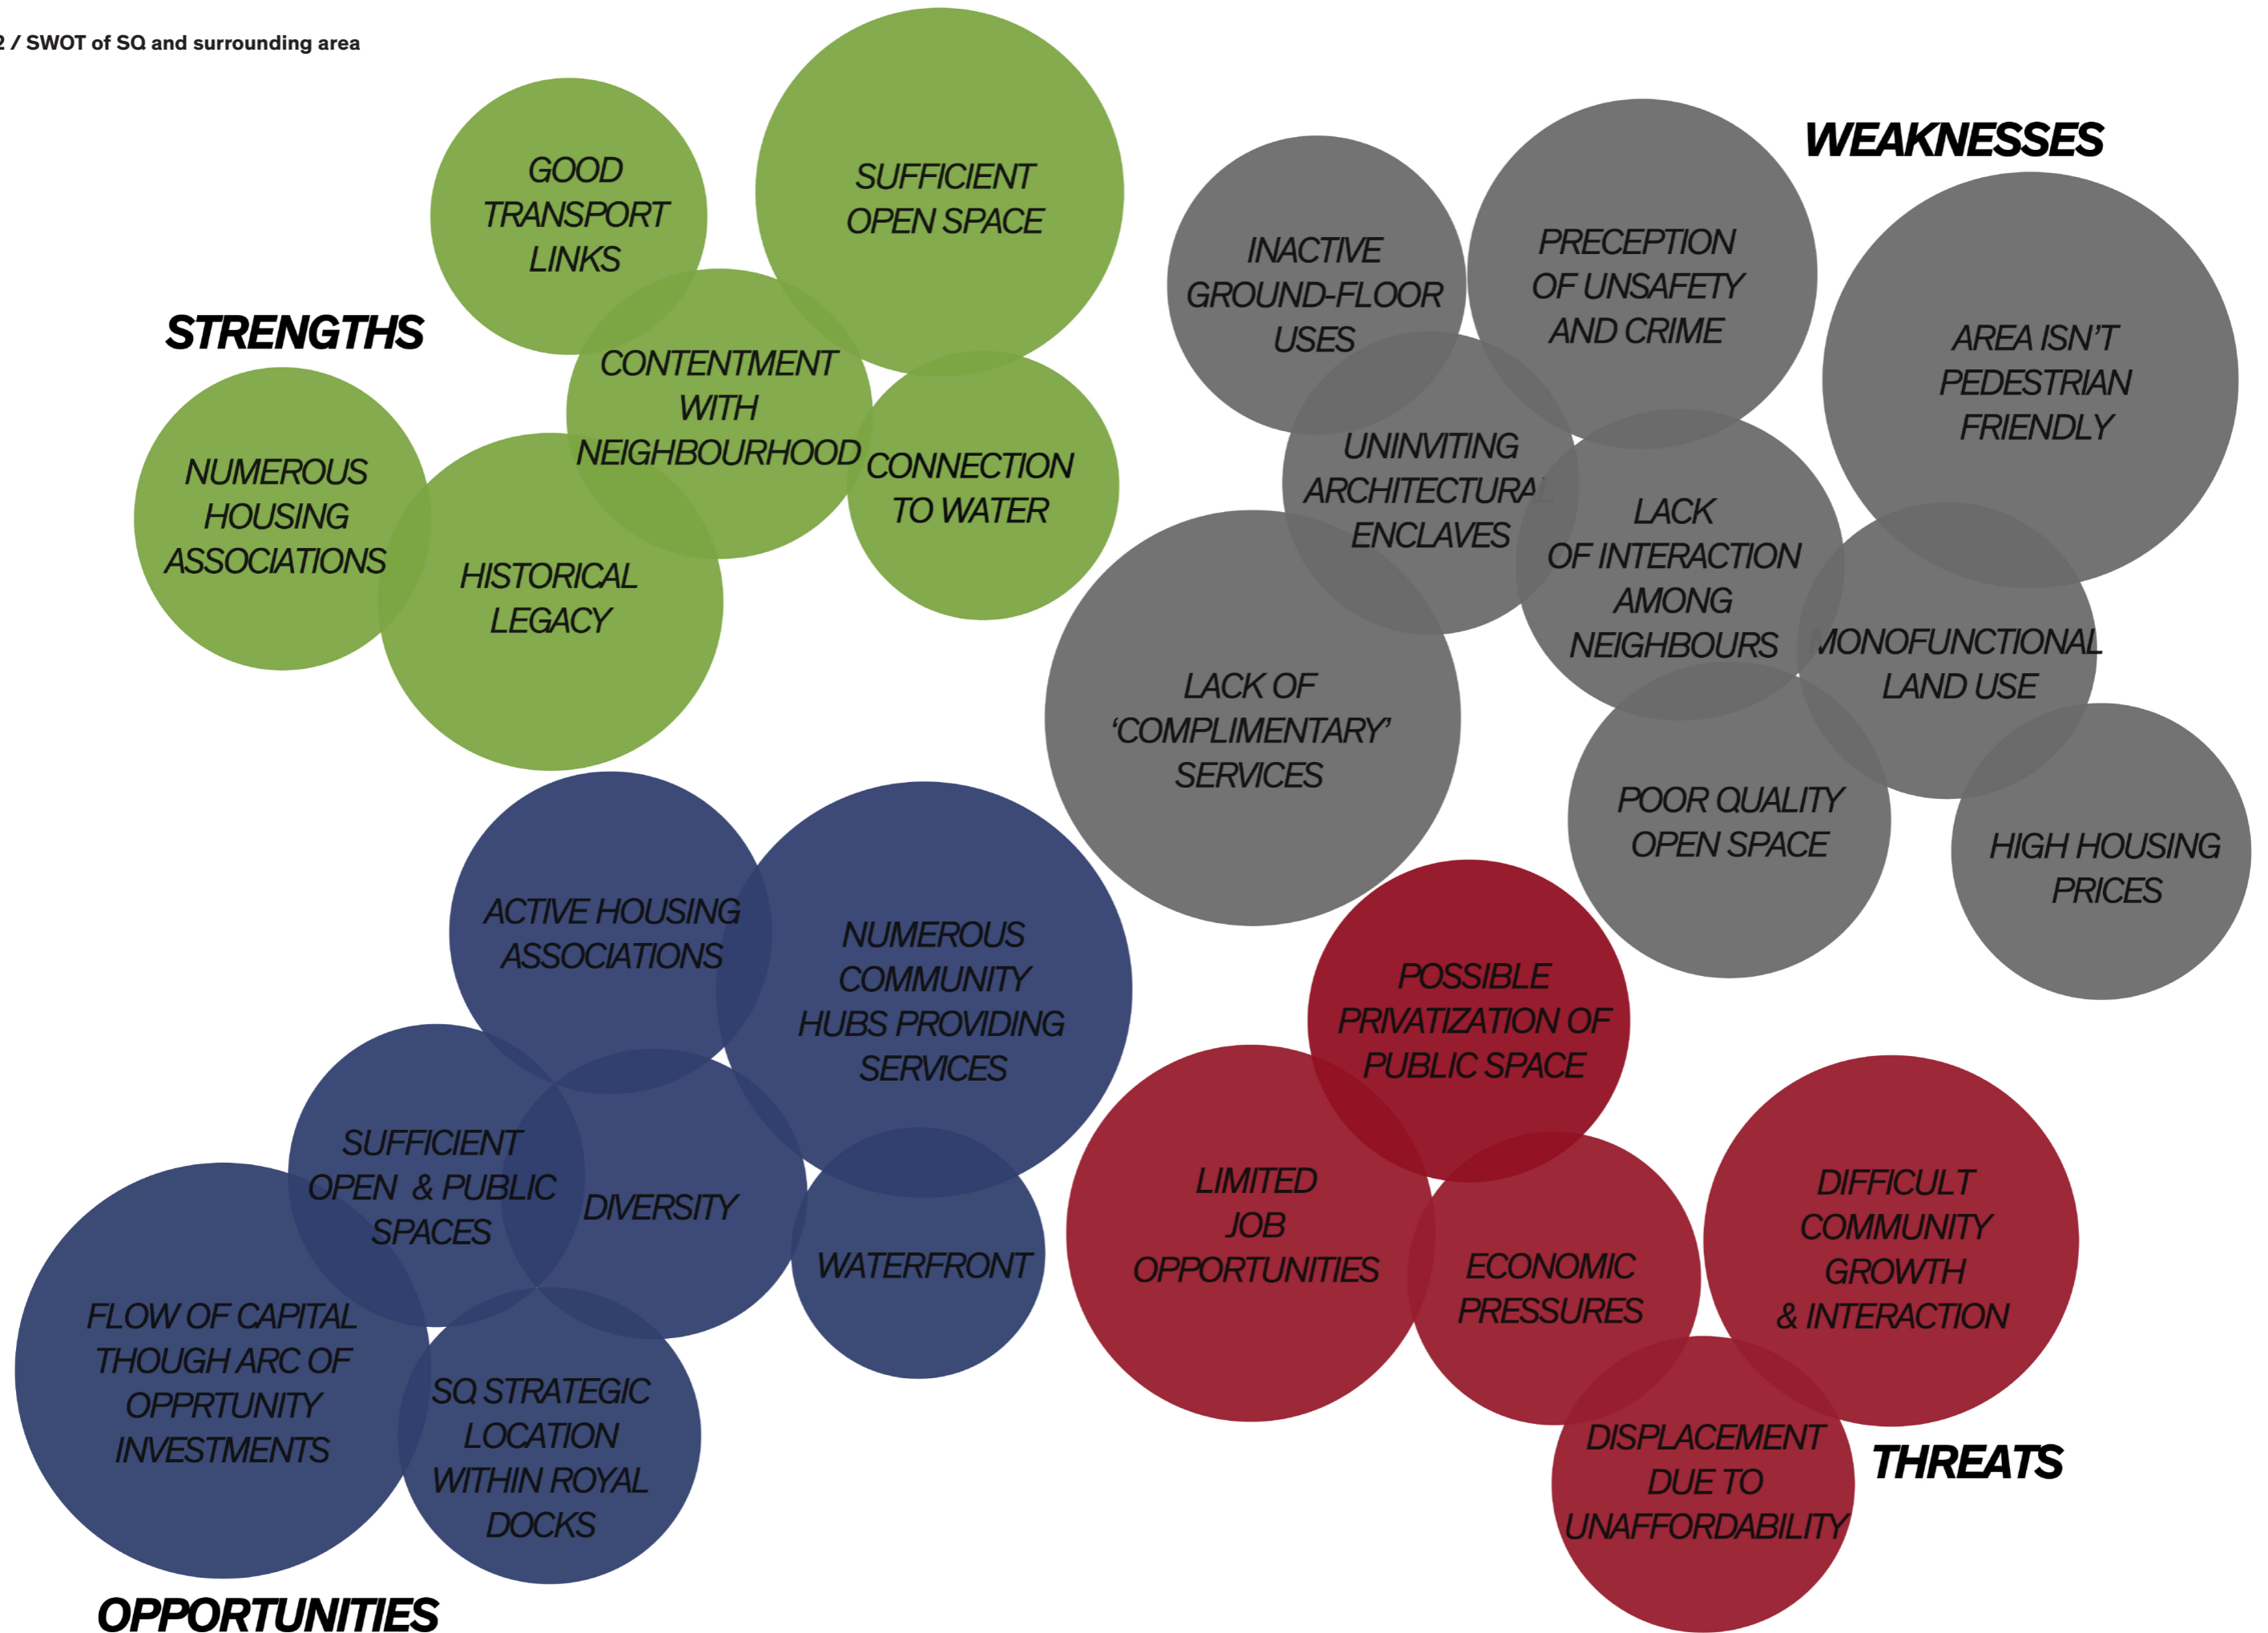 2 / SWOT of SQ and surrounding area
STRENGTHS
GOOD
TRANSPORT
LINKS
SUFFICIENT
OPEN SPACE
CONTENTMENT
WITH
NEIGHBOURHOOD
CONNECTION
TO WATER
NUMEROUS
HOUSING
ASSOCIATIONS
HISTORICAL
LEGACY
WEAKNESSES
INACTIVE
GROUND-FLOOR
USES
PRECEPTION
OF UNSAFETY
AND CRIME
AREA ISN'T
PEDESTRIAN
FRIENDLY
UNINVITING
ARCHITECTURAL
ENCLAVES
LACK
OF INTERACTION
AMONG
NEIGHBOURS
MONOFUNCTIONAL
LAND USE
LACK OF
‘COMPLIMENTARY’
SERVICES
POOR QUALITY
OPEN SPACE
HIGH HOUSING
PRICES
ACTIVE HOUSING
ASSOCIATIONS
NUMEROUS
COMMUNITY
HUBS PROVIDING
SERVICES
SUFFICIENT
OPEN & PUBLIC
SPACES
DIVERSITY
WATERFRONT
FLOW OF CAPITAL
THOUGH ARC OF
OPPRTUNITY
INVESTMENTS
SQ STRATEGIC
LOCATION
WITHIN ROYAL
DOCKS
OPPORTUNITIES
POSSIBLE
PRIVATIZATION OF
PUBLIC SPACE
LIMITED
JOB
OPPORTUNITIES
ECONOMIC
PRESSURES
DIFFICULT
COMMUNITY
GROWTH
& INTERACTION
DISPLACEMENT
DUE TO
UNAFFORDABILITY
THREATS